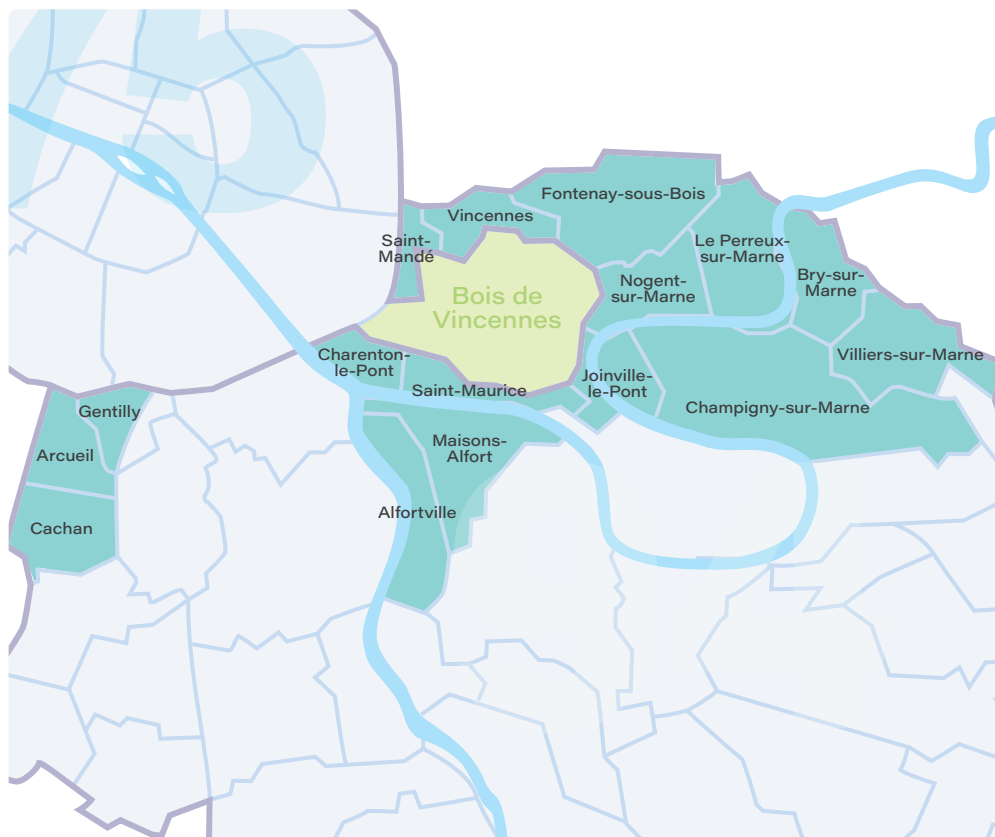 75
Fontenay-sous-Bois
Vincennes
Saint-
Mandé
Le Perreux-
sur-Marne
Bry-sur-
Marne
Nogent-
sur-Marne
Bois de
Vincennes
Villiers-sur-Marne
Charenton-
le-Pont
Saint-Maurice
Joinville-
le-Pont
Champigny-sur-Marne
Gentilly
Arcueil
Maisons-
Alfort
Alfortville
Cachan